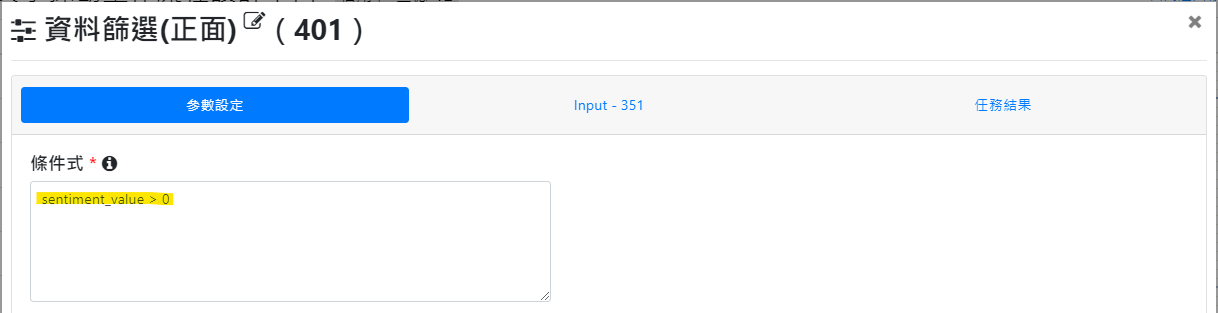 資料篩選(正面) ( 401 )
參數設定
Input - 351
任務結果
條件式 *
sentiment_value > 0